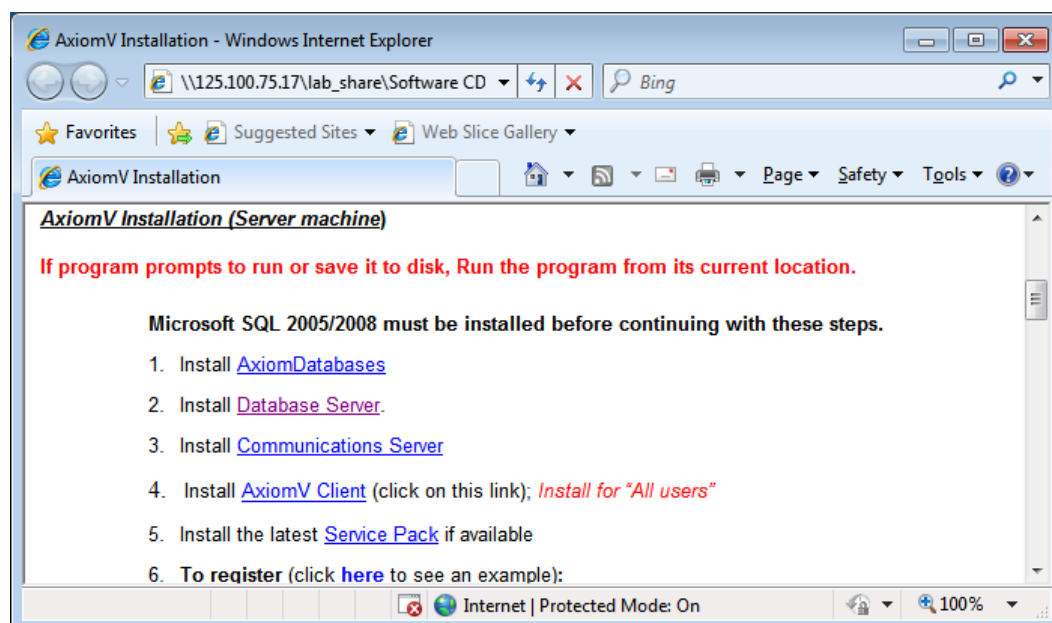 AxiomV Installation - Windows Internet Explorer
\\125.100.75.17\lab_share\Software CD
Bing
Favorites
Suggested Sites
Web Slice Gallery
AxiomV Installation
Page
Safety
Tools
AxiomV Installation (Server machine)
If program prompts to run or save it to disk, Run the program from its current location.
Microsoft SQL 2005/2008 must be installed before continuing with these steps.
1. Install AxiomDatabases
2. Install Database Server.
3. Install Communications Server
4. Install AxiomV Client (click on this link); Install for “All users”
5. Install the latest Service Pack if available
6. To register (click here to see an example):
Internet | Protected Mode: On
100%